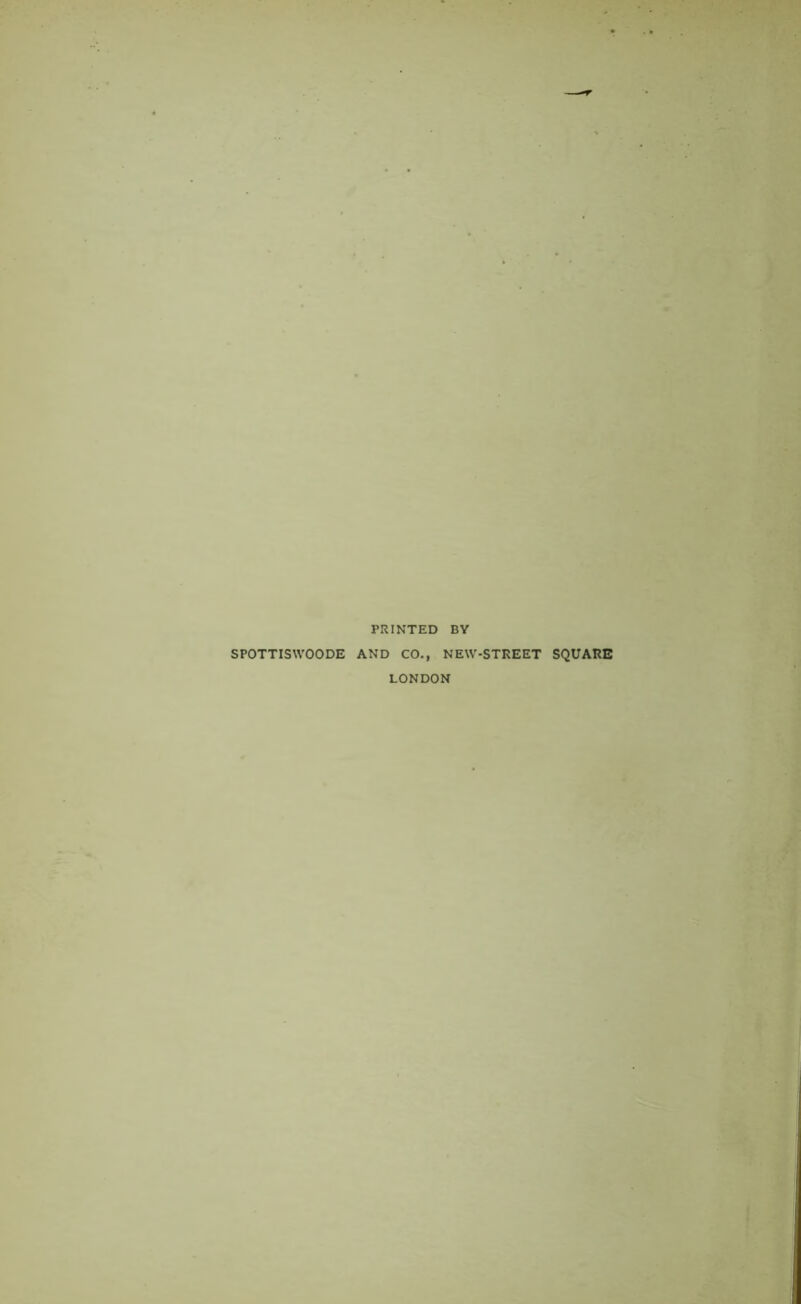 PRINTED BY
SPOTTISWOODE AND CO., NEW-STREET SQUARE
LONDON